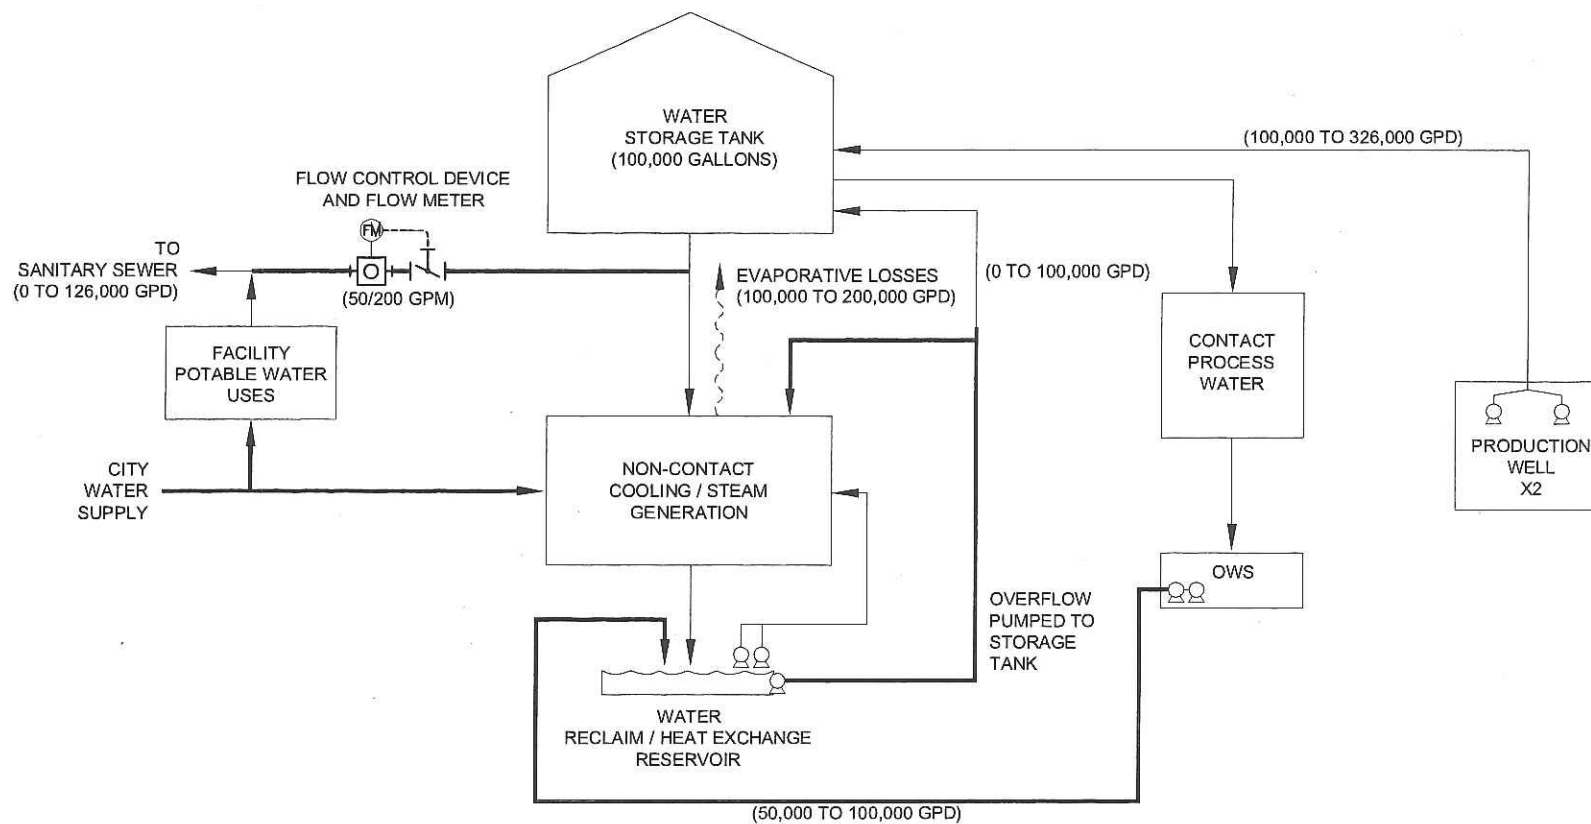 WATER
STORAGE TANK
(100,000 GALLONS)
(100,000 TO 326,000 GPD)
FLOW CONTROL DEVICE
AND FLOW METER
FM
TO
SANITARY SEWER
(0 TO 126,000 GPD)
(50/200 GPM)
EVAPORATIVE LOSSES
(100,000 TO 200,000 GPD)
(0 TO 100,000 GPD)
FACILITY
POTABLE WATER
USES
CONTACT
PROCESS
WATER
PRODUCTION
WELL
X2
CITY
WATER
SUPPLY
NON-CONTACT
COOLING / STEAM
GENERATION
OWS
OVERFLOW
PUMPED TO
STORAGE
TANK
WATER
RECLAIM / HEAT EXCHANGE
RESERVOIR
(50,000 TO 100,000 GPD)